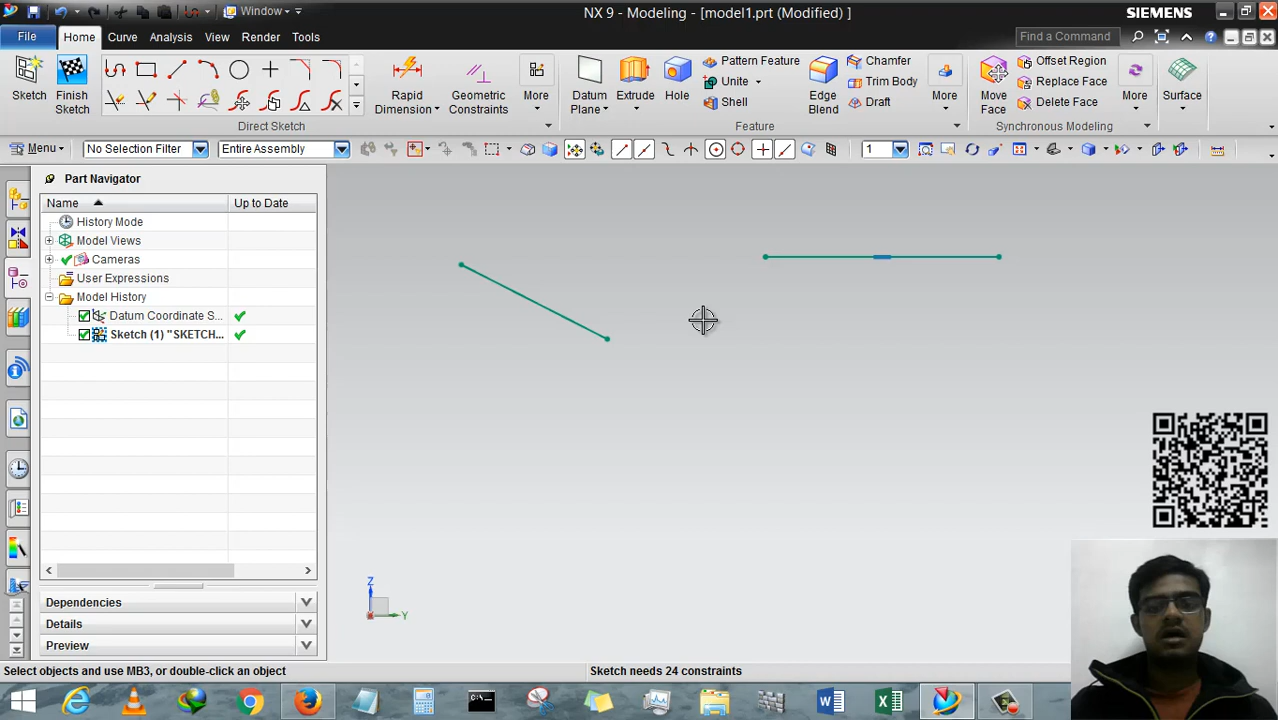 Window
NX 9 - Modeling - [model1.prt (Modified) ]
SIEMENS
File
Home
Curve
Analysis
View
Render
Tools
Find a Command
Sketch
Finish Sketch
Rapid Dimension
Geometric Constraints
More
Datum Plane
Extrude
Hole
Pattern Feature
Unite
Shell
Edge Blend
Chamfer
Trim Body
Draft
More
Move Face
Offset Region
Replace Face
Delete Face
More
Surface
Direct Sketch
Feature
Synchronous Modeling
Menu
No Selection Filter
Entire Assembly
1
Part Navigator
Name
Up to Date
History Mode
Model Views
Cameras
User Expressions
Model History
Datum Coordinate S...
Sketch (1) "SKETCH...
Z
Y
Dependencies
Details
Preview
Select objects and use MB3, or double-click an object
Sketch needs 24 constraints